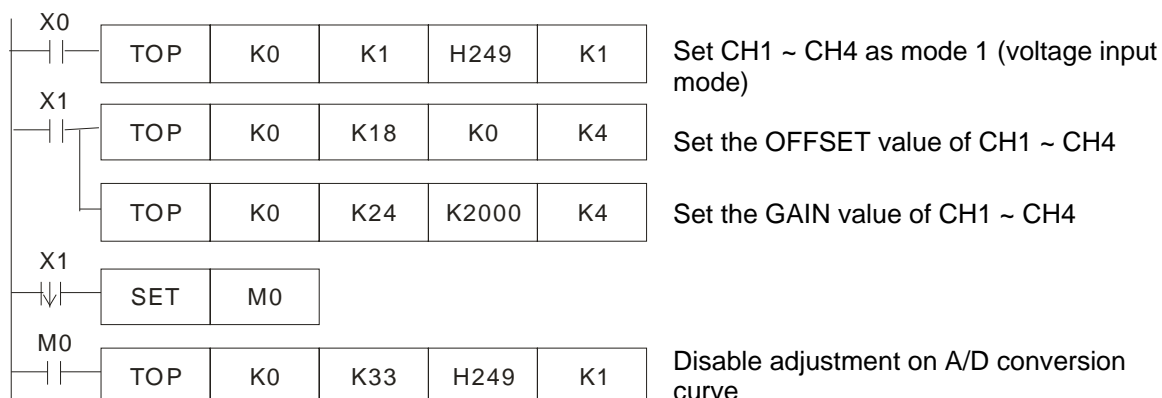 X0
TOP K0 K1 H249 K1 Set CH1 ~ CH4 as mode 1 (voltage input
mode)
X1
TOP K0 K18 K0 K4 Set the OFFSET value of CH1 ~ CH4
TOP K0 K24 K2000 K4 Set the GAIN value of CH1 ~ CH4
X1
SET M0
M0
TOP K0 K33 H249 K1 Disable adjustment on A/D conversion
curve